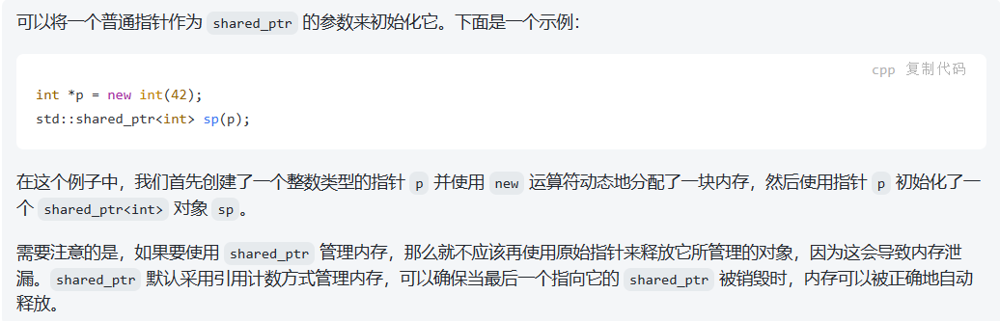 可以将一个普通指针作为 shared_ptr 的参数来初始化它。下面是一个示例：
cpp 复制代码
int *p = new int(42);
std::shared_ptr<int> sp(p);
在这个例子中，我们首先创建了一个整数类型的指针 p 并使用 new 运算符动态地分配了一块内存，然后使用指针 p 初始化了一
个 shared_ptr<int> 对象 sp 。
需要注意的是，如果要使用 shared_ptr 管理内存，那么就不应该再使用原始指针来释放它所管理的对象，因为这会导致内存泄
漏。 shared_ptr 默认采用引用计数方式管理内存，可以确保当最后一个指向它的 shared_ptr 被销毁时，内存可以被正确地自动
释放。